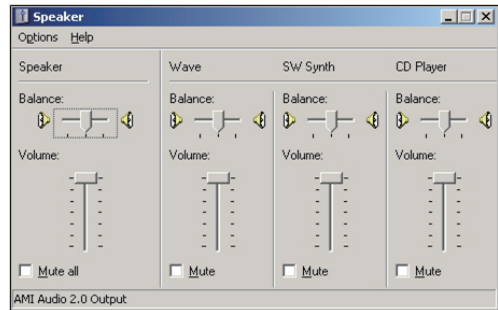 Speaker
Options Help
Speaker
Wave
SW Synth
CD Player
Balance:
Balance:
Balance:
Balance:
Volume:
Volume:
Volume:
Volume:
Mute all
Mute
Mute
Mute
AMI Audio 2.0 Output